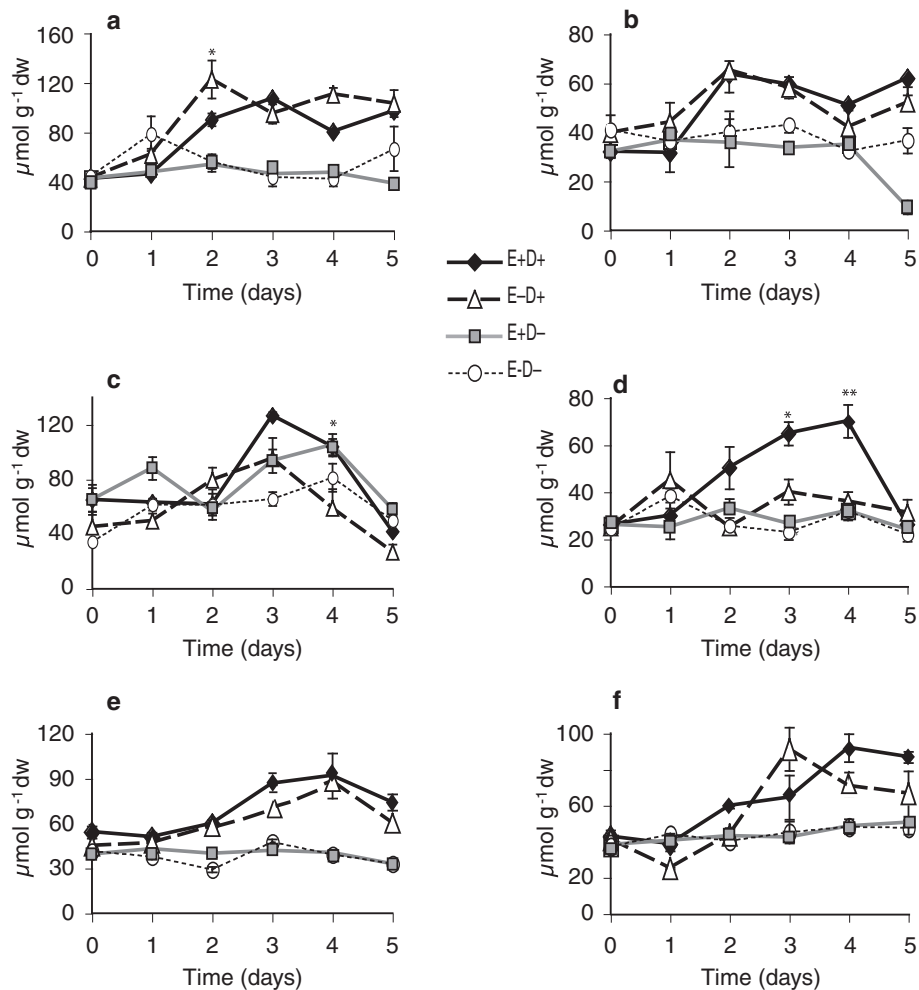 a
160
120
80
40
0
µmol g⁻¹ dw
*
0 1 2 3 4 5
Time (days)
b
80
60
40
20
0
µmol g⁻¹ dw
0 1 2 3 4 5
Time (days)
E+D+
E–D+
E+D–
E-D–
c
120
80
40
0
µmol g⁻¹ dw
*
0 1 2 3 4 5
Time (days)
d
80
60
40
20
0
µmol g⁻¹ dw
* **
0 1 2 3 4 5
Time (days)
e
120
90
60
30
0
µmol g⁻¹ dw
0 1 2 3 4 5
Time (days)
f
100
60
20
0
µmol g⁻¹ dw
0 1 2 3 4 5
Time (days)